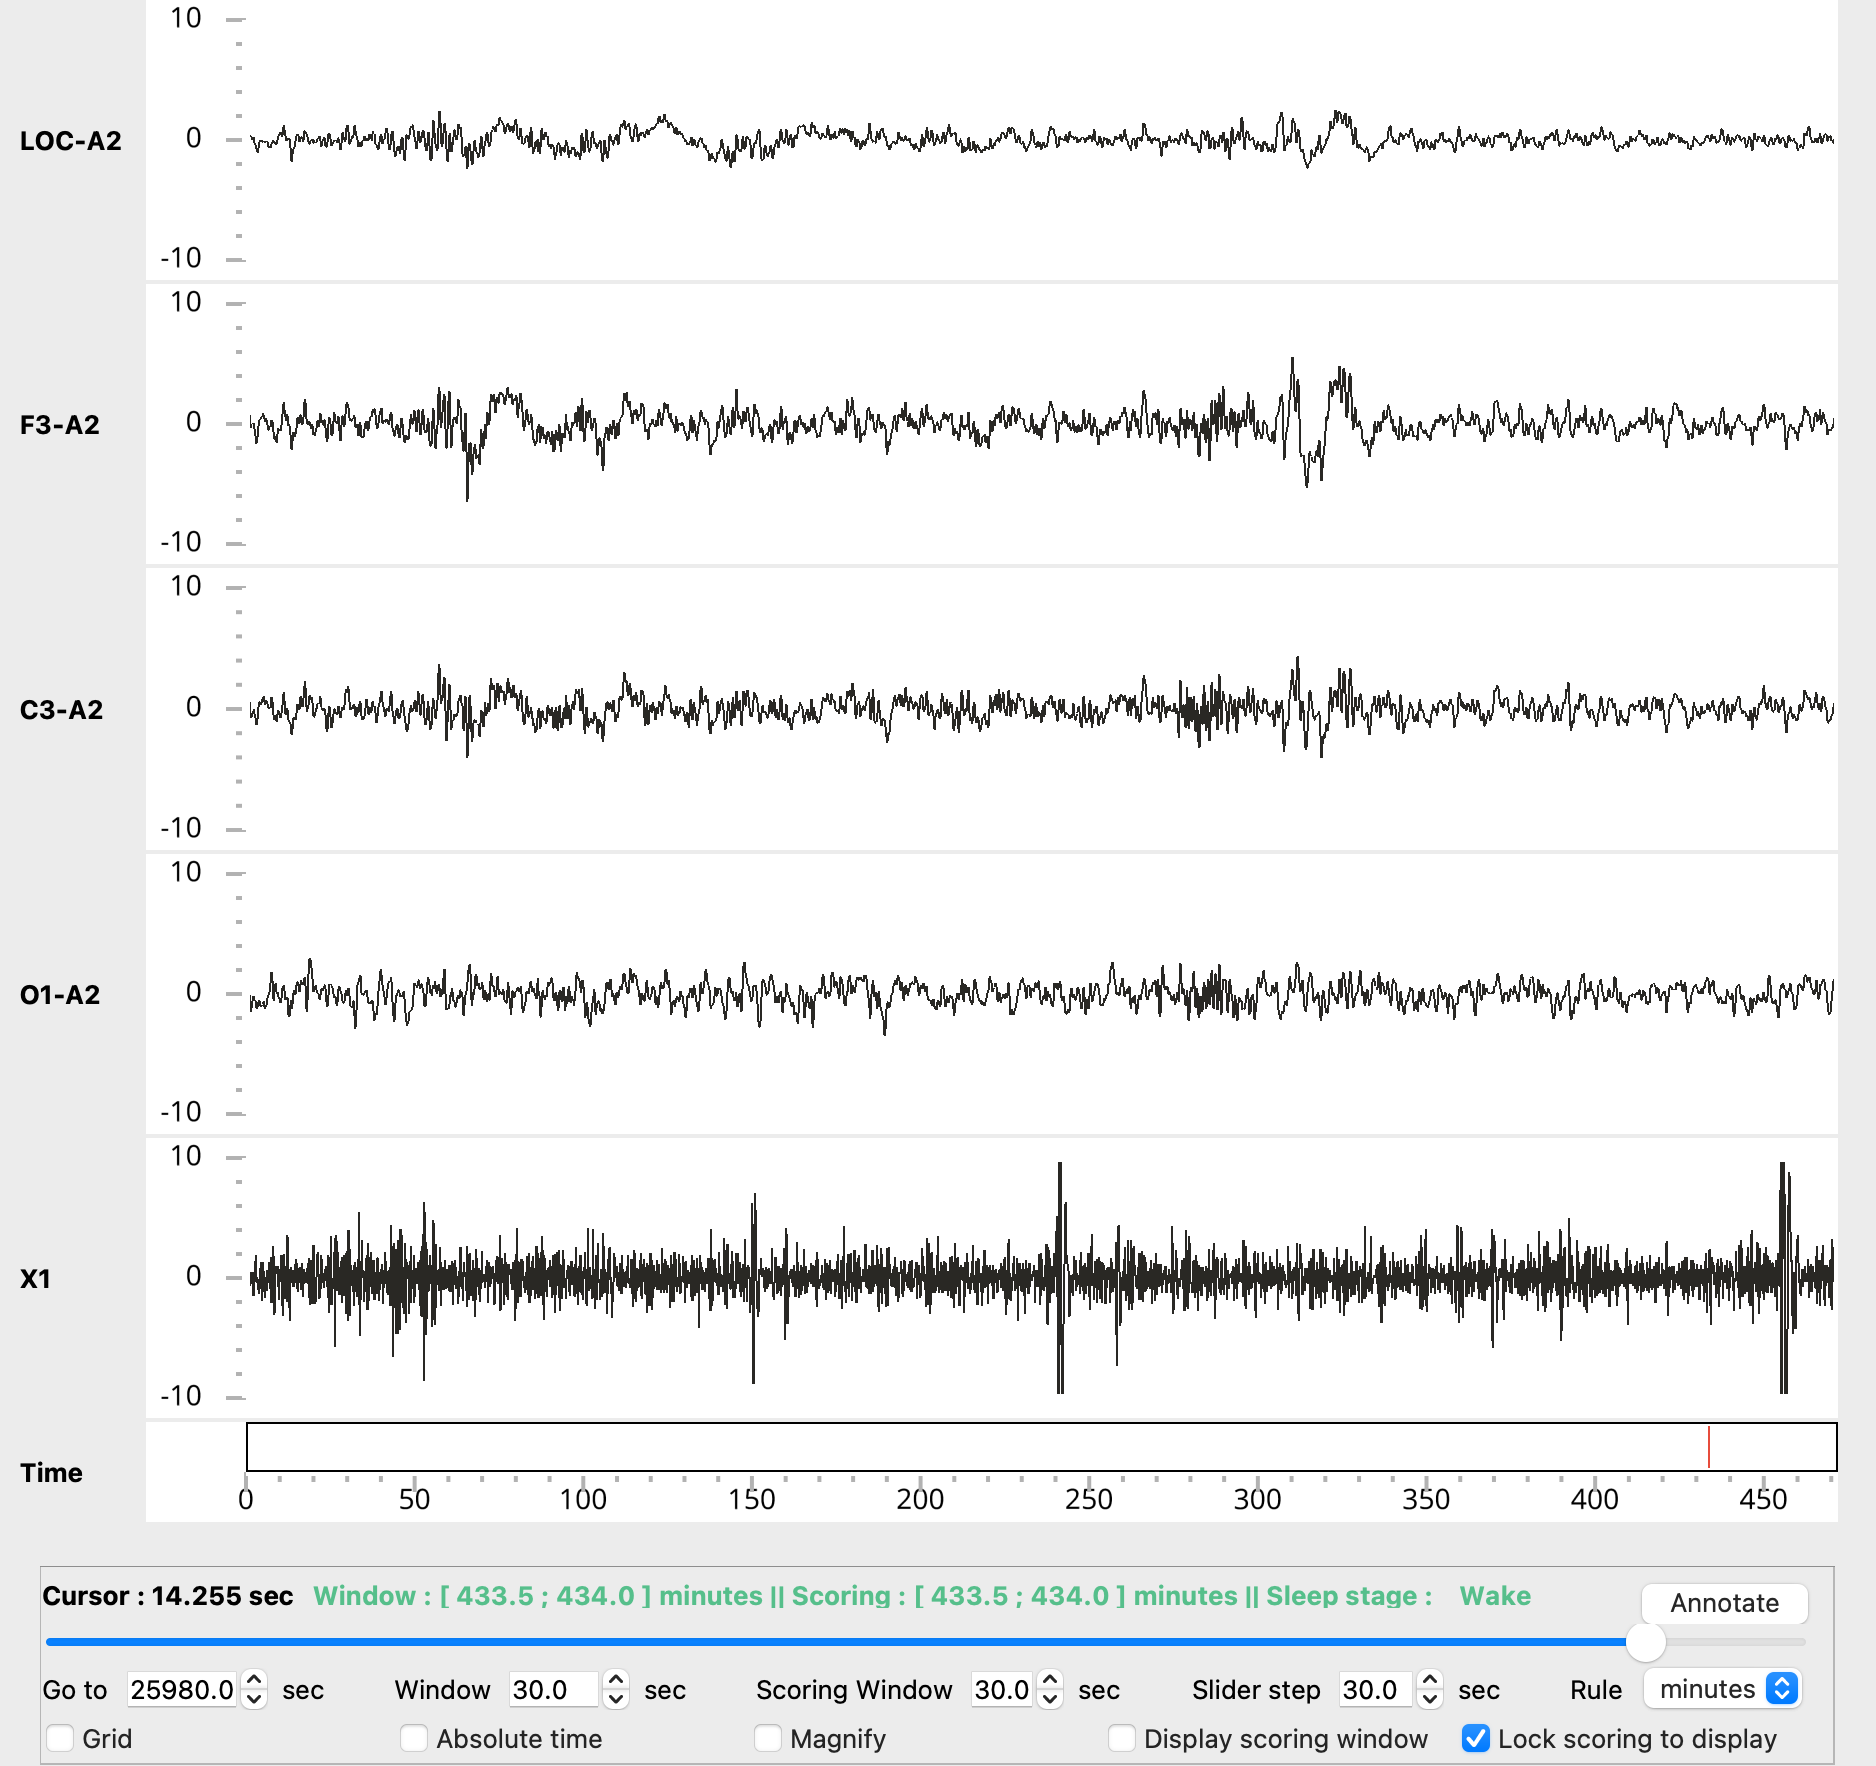 10
LOC-A2 0
-10
10
F3-A2 0
-10
10
C3-A2 0
-10
10
O1-A2 0
-10
10
X1 0
-10
Time
0 50 100 150 200 250 300 350 400 450
Cursor : 14.255 sec Window : [ 433.5 ; 434.0 ] minutes || Scoring : [ 433.5 ; 434.0 ] minutes || Sleep stage : Wake Annotate
Go to 25980.0 sec Window 30.0 sec Scoring Window 30.0 sec Slider step 30.0 sec Rule minutes
Grid Absolute time Magnify Display scoring window Lock scoring to display